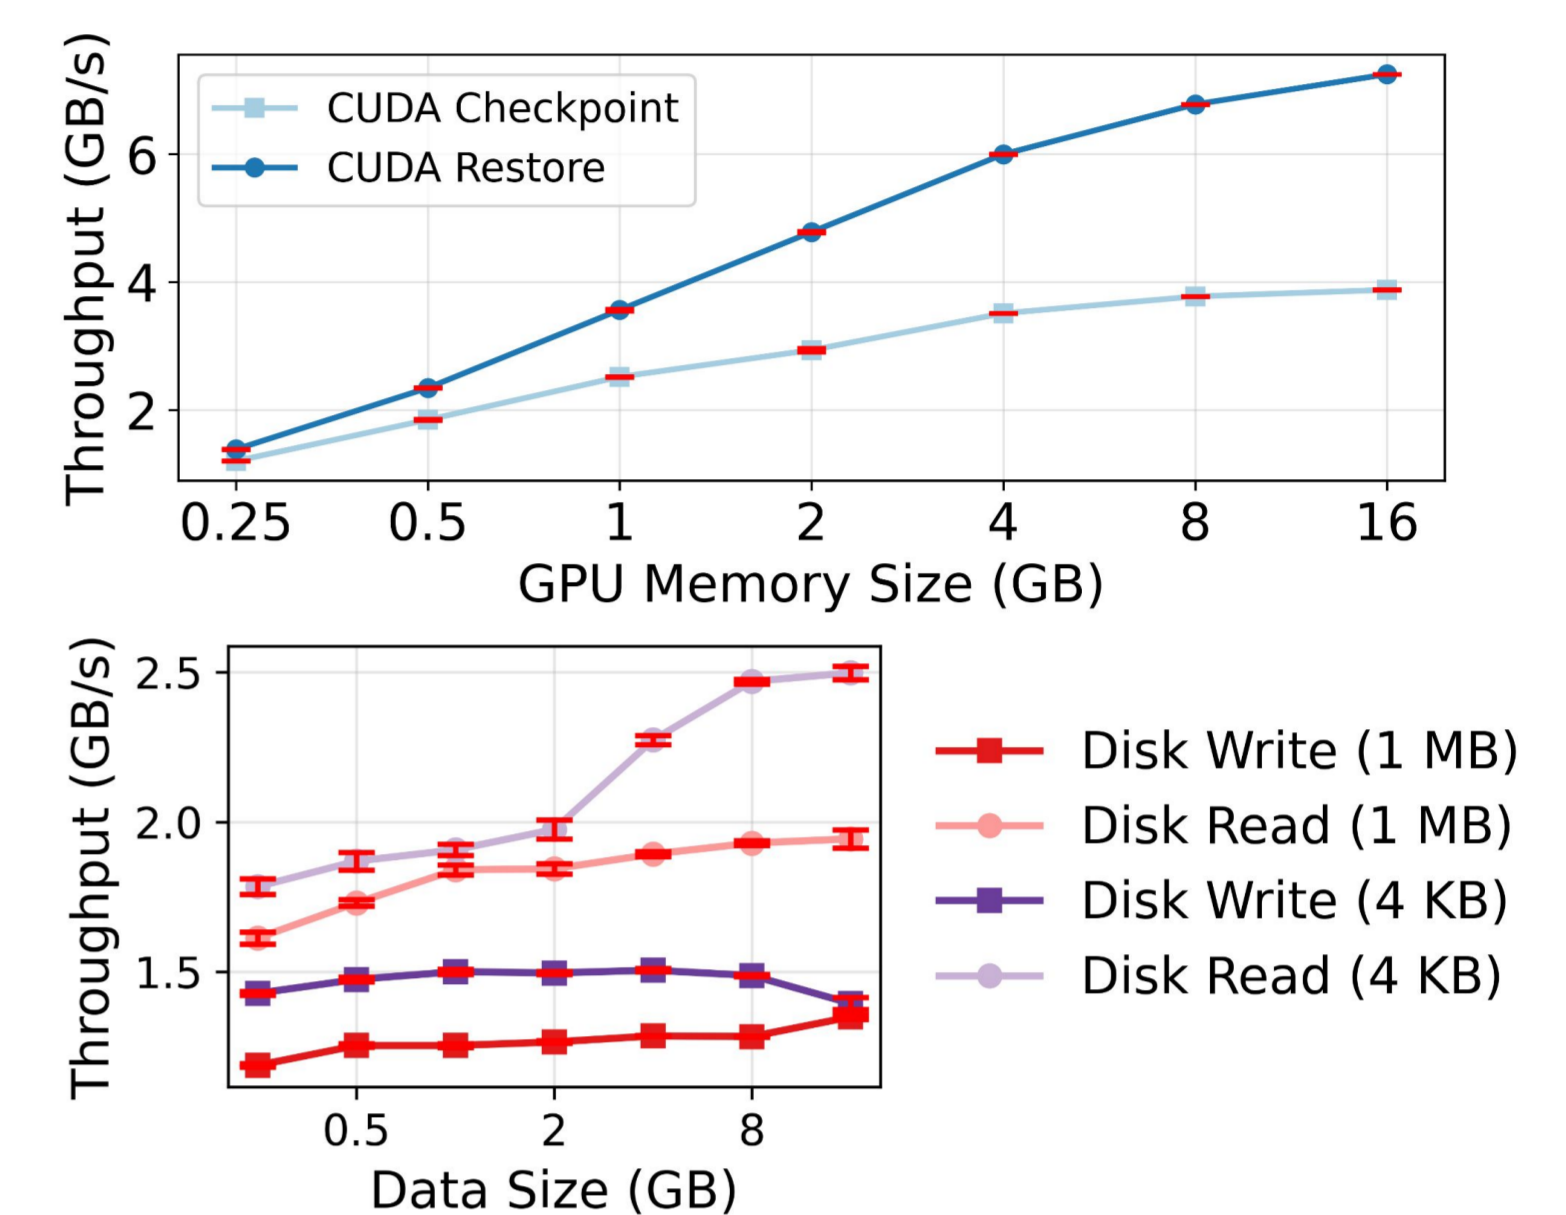 Throughput (GB/s)
CUDA Checkpoint
CUDA Restore
6
4
2
0.25 0.5 1 2 4 8 16
GPU Memory Size (GB)
Throughput (GB/s)
2.5
2.0
1.5
0.5 2 8
Data Size (GB)
Disk Write (1 MB)
Disk Read (1 MB)
Disk Write (4 KB)
Disk Read (4 KB)